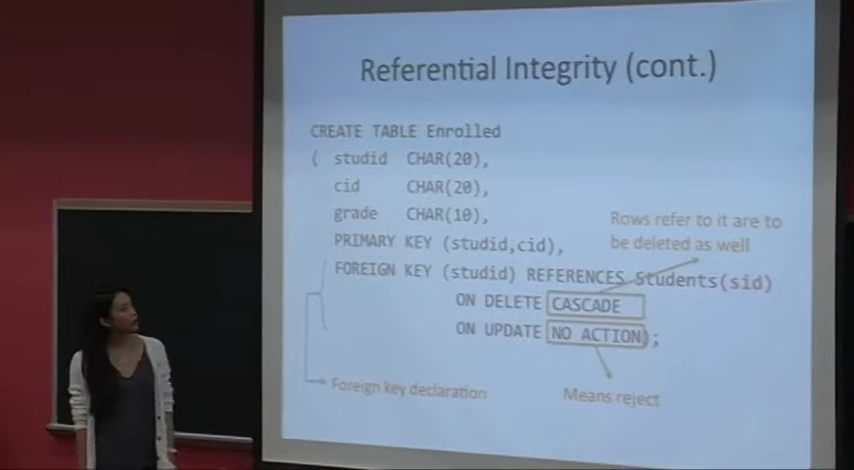 Referential Integrity (cont.)
CREATE TABLE Enrolled
( studid CHAR(20),
cid CHAR(20),
grade CHAR(10),
PRIMARY KEY (studid,cid),
FOREIGN KEY (studid) REFERENCES Students(sid)
ON DELETE CASCADE
ON UPDATE NO ACTION);
Rows refer to it are to
be deleted as well
Foreign key declaration
Means reject